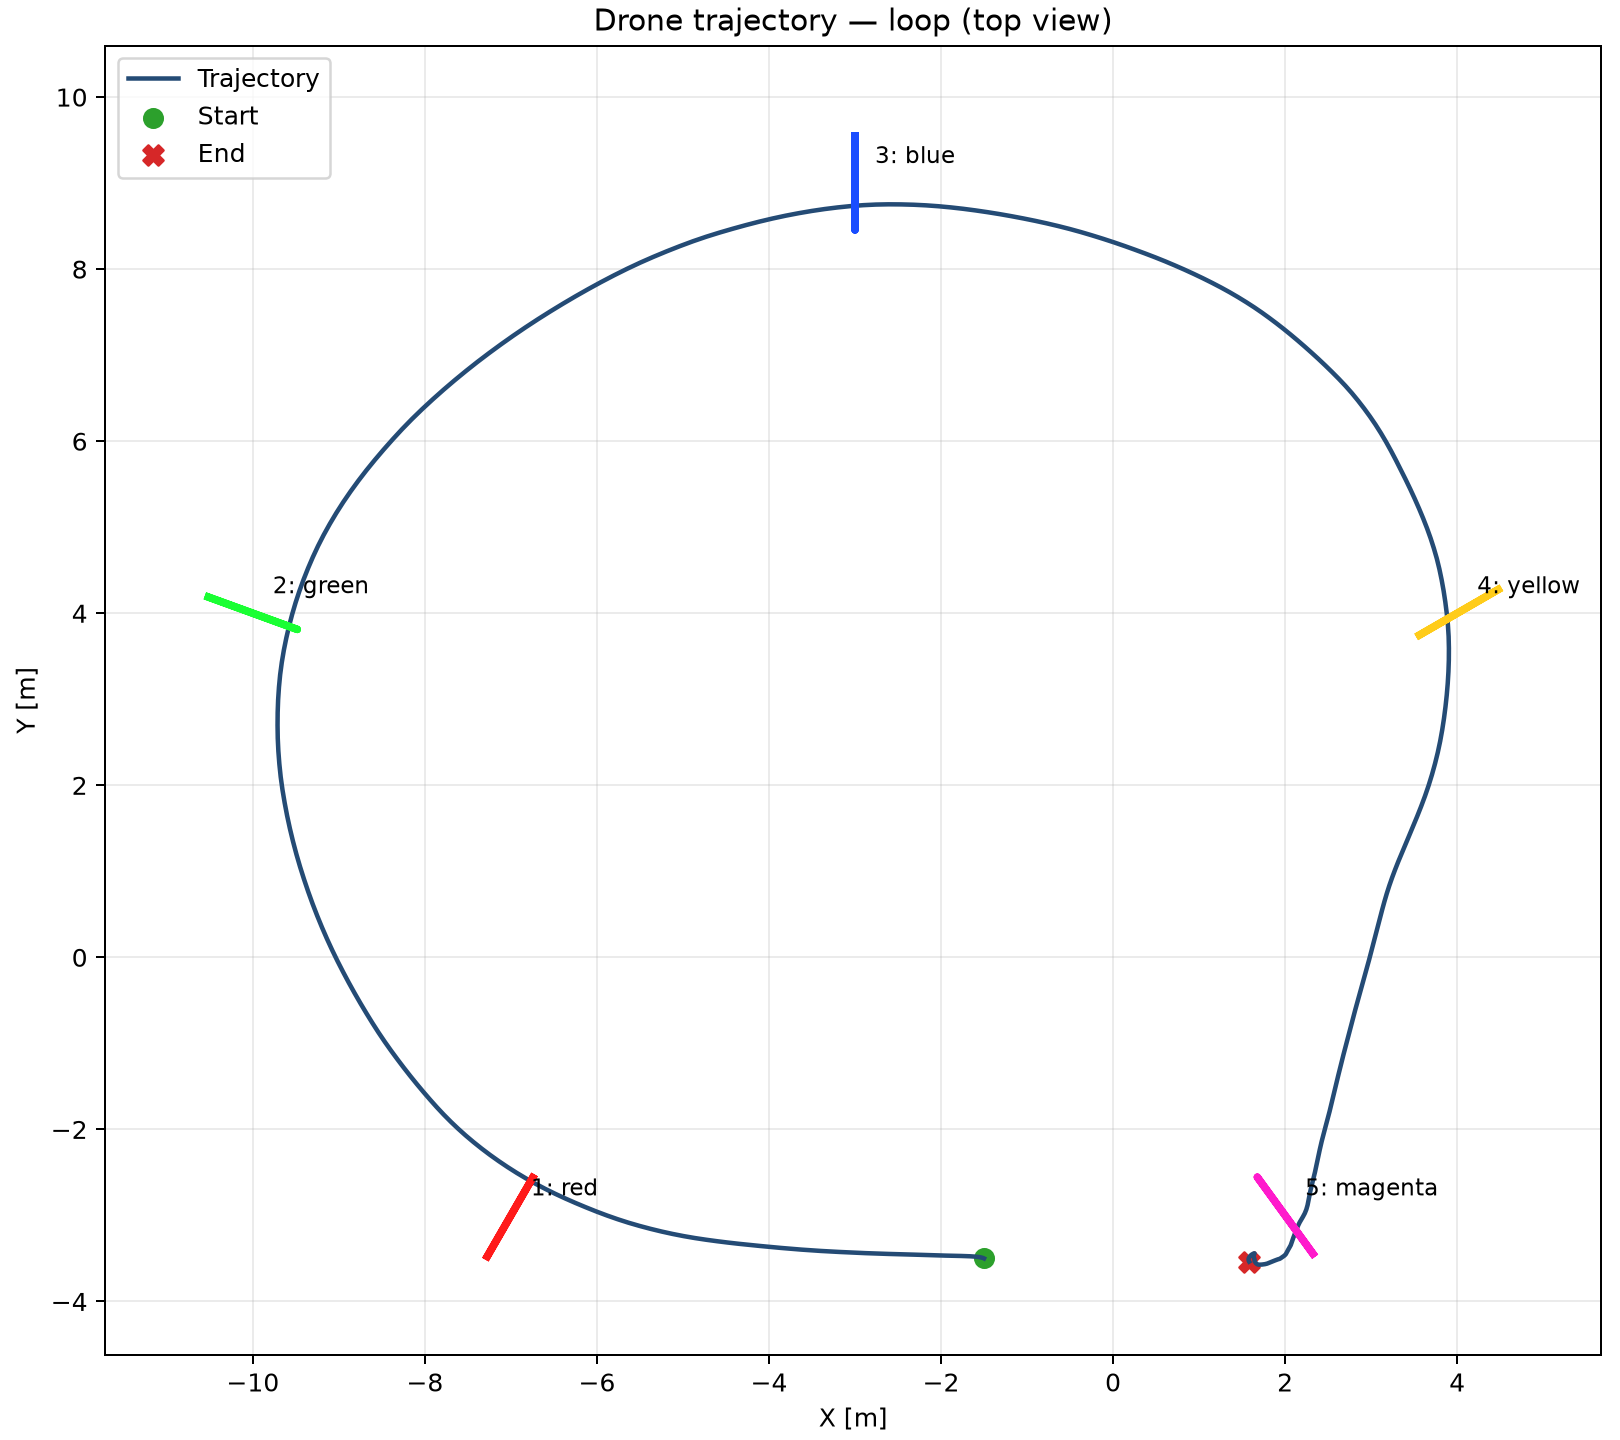 Drone trajectory — loop (top view)
Trajectory
Start
End
3: blue
2: green
4: yellow
1: red
5: magenta
Y [m]
10
8
6
4
2
0
−2
−4
−10
−8
−6
−4
−2
0
2
4
X [m]